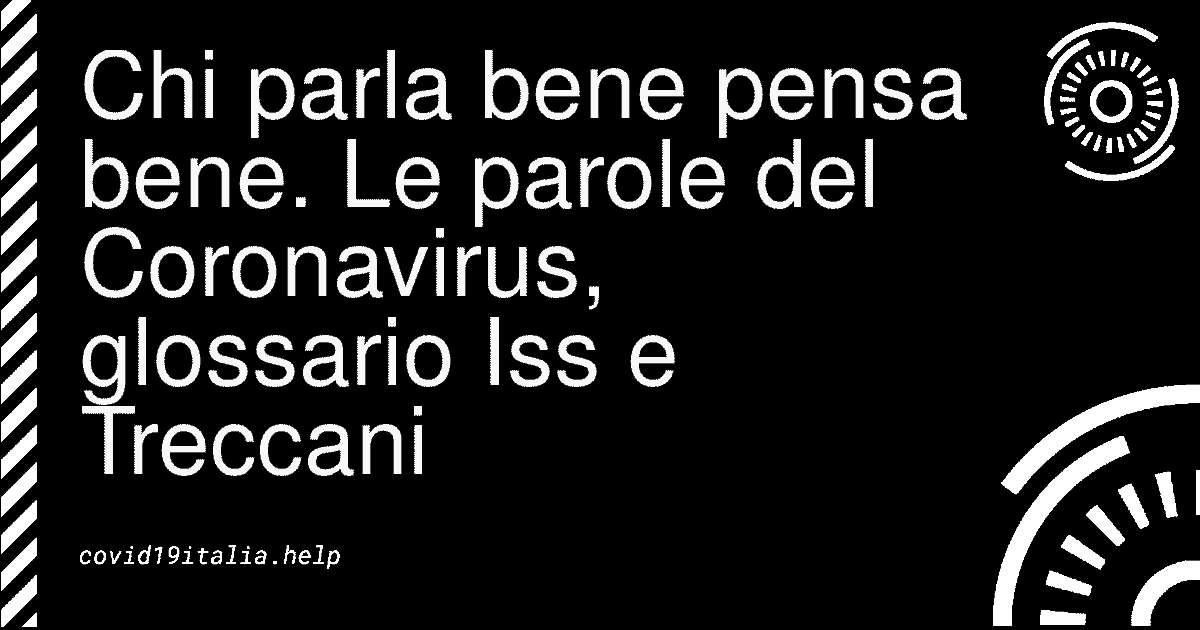 Chi parla bene pensa
bene. Le parole del
Coronavirus,
glossario Iss e
Treccani
covid19italia.help